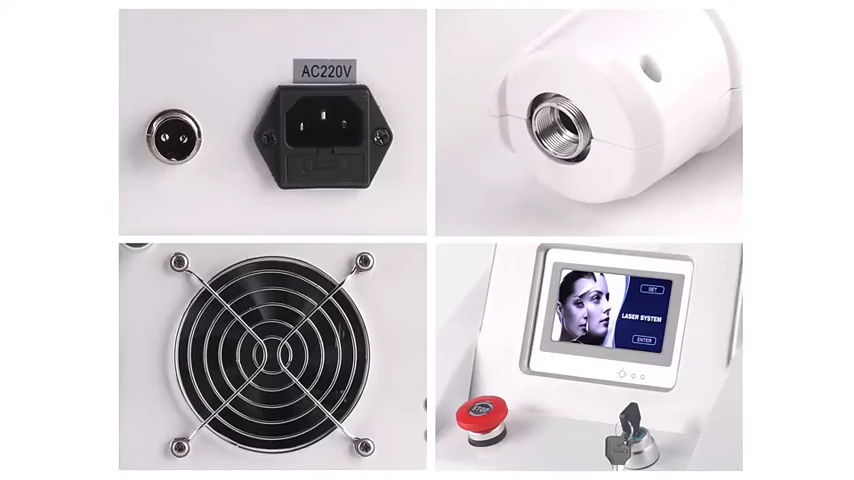 AC220V
SET
LASER SYSTEM
ENTER
STOP